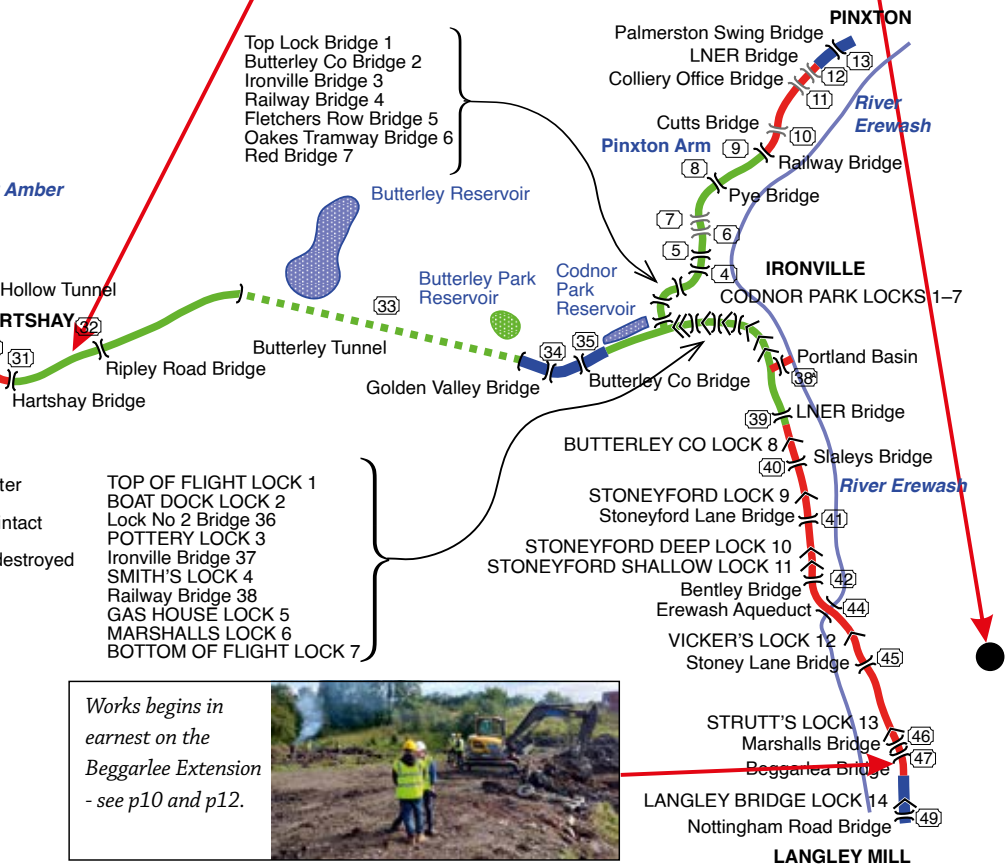 PINXTON
Palmerston Swing Bridge
LNER Bridge
13
12
Colliery Office Bridge
11
River
Erewash
Cutts Bridge
10
Pinxton Arm
9
Railway Bridge
8
Pye Bridge
7
6
5
4
Top Lock Bridge 1
Butterley Co Bridge 2
Ironville Bridge 3
Railway Bridge 4
Fletchers Row Bridge 5
Oakes Tramway Bridge 6
Red Bridge 7
Amber
Butterley Reservoir
Butterley Park
Reservoir
Codnor
Park
Reservoir
IRONVILLE
CODNOR PARK LOCKS 1–7
Hollow Tunnel
RTSHAY
32
33
31
Ripley Road Bridge
Hartshay Bridge
Butterley Tunnel
34
35
Golden Valley Bridge
Butterley Co Bridge
Portland Basin
38A
39
LNER Bridge
BUTTERLEY CO LOCK 8
40
Slaleys Bridge
River Erewash
STONEYFORD LOCK 9
Stoneyford Lane Bridge
41
STONEYFORD DEEP LOCK 10
STONEYFORD SHALLOW LOCK 11
Bentley Bridge
42
Erewash Aqueduct
44
VICKER'S LOCK 12
Stoney Lane Bridge
45
STRUTT'S LOCK 13
46
Marshalls Bridge
47
Beggarlea Bridge
LANGLEY BRIDGE LOCK 14
49
Nottingham Road Bridge
LANGLEY MILL
ter
ntact
destroyed
TOP OF FLIGHT LOCK 1
BOAT DOCK LOCK 2
Lock No 2 Bridge 36
POTTERY LOCK 3
Ironville Bridge 37
SMITH'S LOCK 4
Railway Bridge 38
GAS HOUSE LOCK 5
MARSHALLS LOCK 6
BOTTOM OF FLIGHT LOCK 7
Works begins in
earnest on the
Beggarlee Extension
- see p10 and p12.